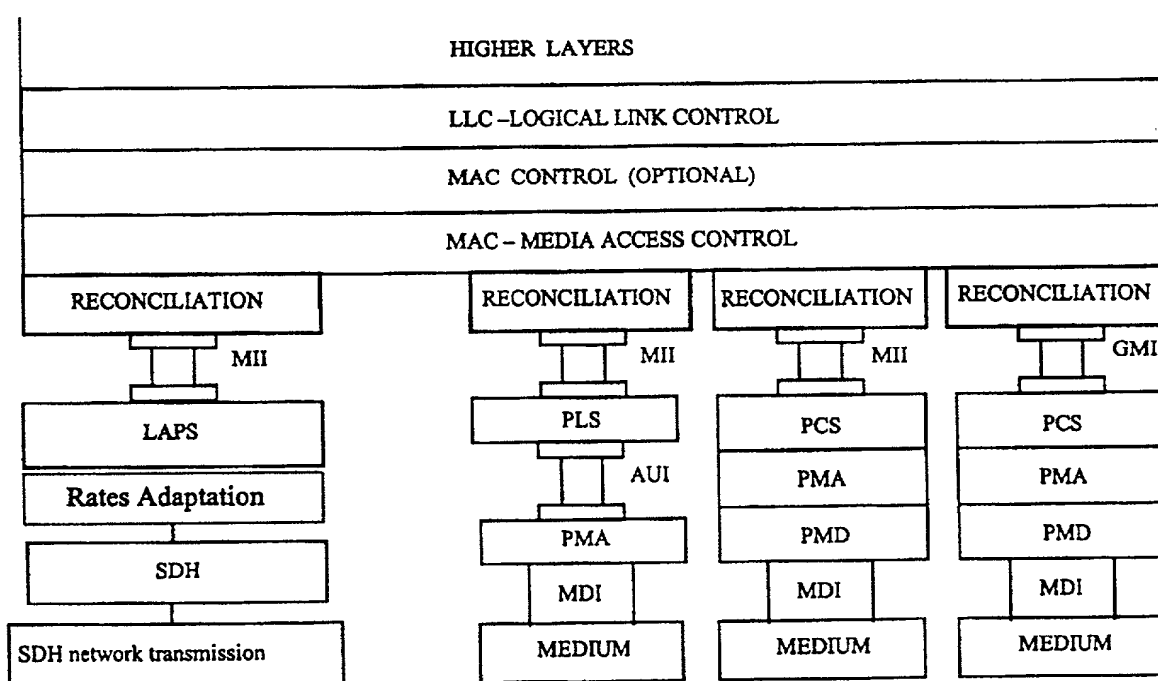 HIGHER LAYERS
LLC–LOGICAL LINK CONTROL
MAC CONTROL (OPTIONAL)
MAC – MEDIA ACCESS CONTROL
RECONCILIATION
MII
LAPS
Rates Adaptation
SDH
SDH network transmission
RECONCILIATION
MII
PLS
AUI
PMA
MDI
MEDIUM
RECONCILIATION
MII
PCS
PMA
PMD
MDI
MEDIUM
RECONCILIATION
GMI
PCS
PMA
PMD
MDI
MEDIUM